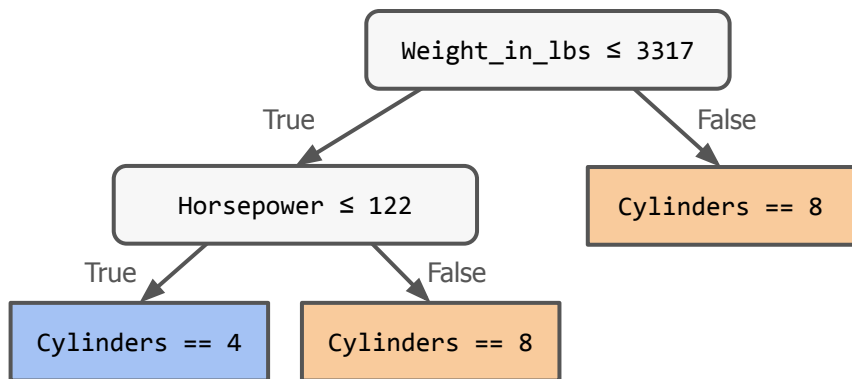 Weight_in_lbs ≤ 3317
True
False
Horsepower ≤ 122
Cylinders == 8
True
False
Cylinders == 4
Cylinders == 8